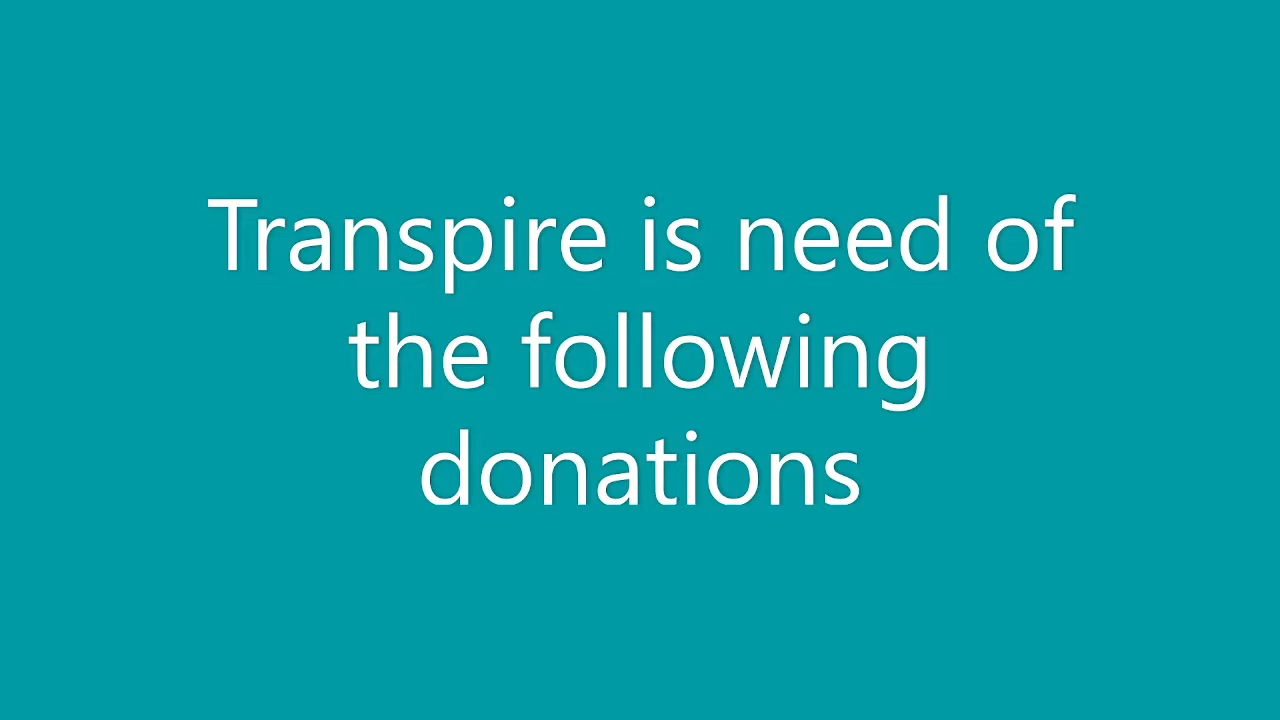 Transpire is need of
the following
donations